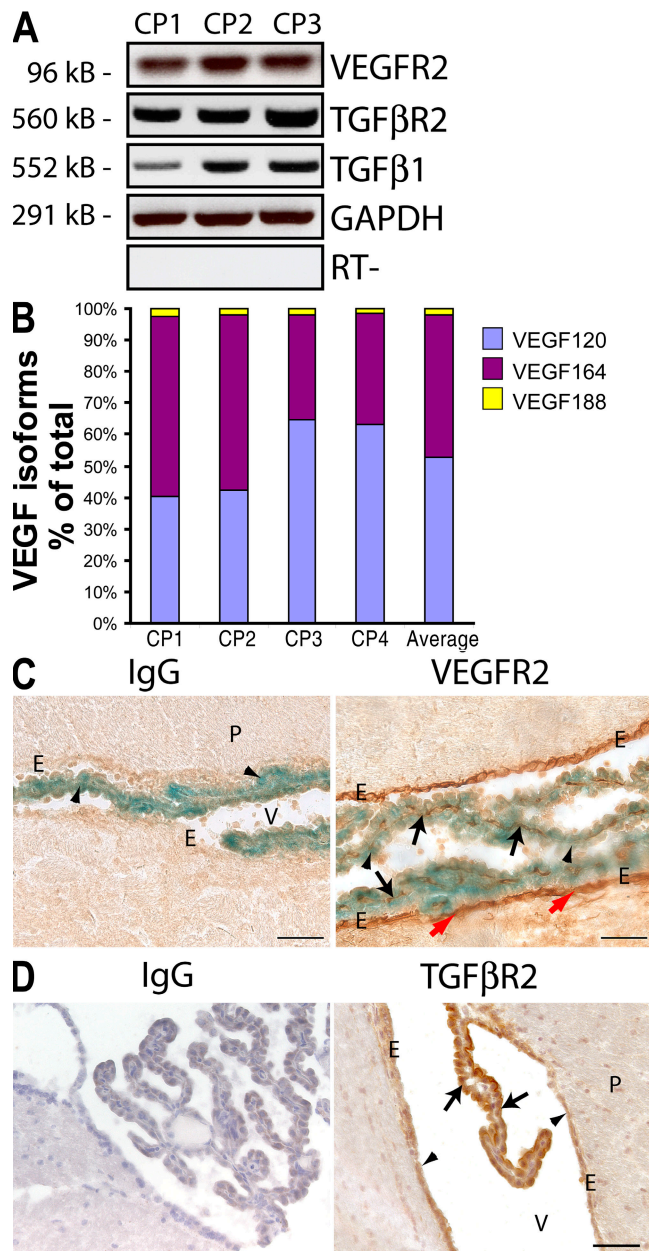 A
CP1 CP2 CP3
96 kB - VEGFR2
560 kB - TGFβR2
552 kB - TGFβ1
291 kB - GAPDH
RT-
B
VEGF isoforms
% of total
100%
90%
80%
70%
60%
50%
40%
30%
20%
10%
0%
CP1 CP2 CP3 CP4 Average
VEGF120
VEGF164
VEGF188
C
IgG VEGFR2
P
E
V
E
E
E
E
E
D
IgG TGFβR2
E
P
E
V